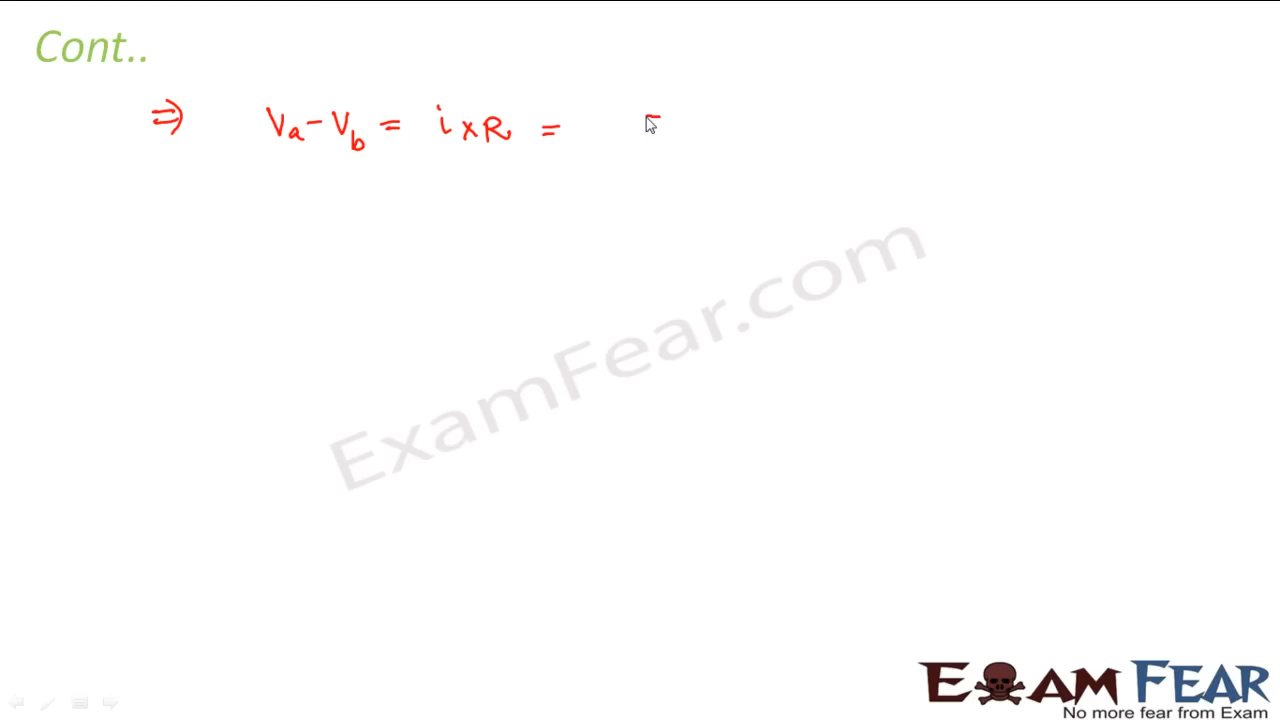 Cont..
⇒ Va - Vb = i × R =
ExamFear.com
EXAM FEAR
No more fear from Exam